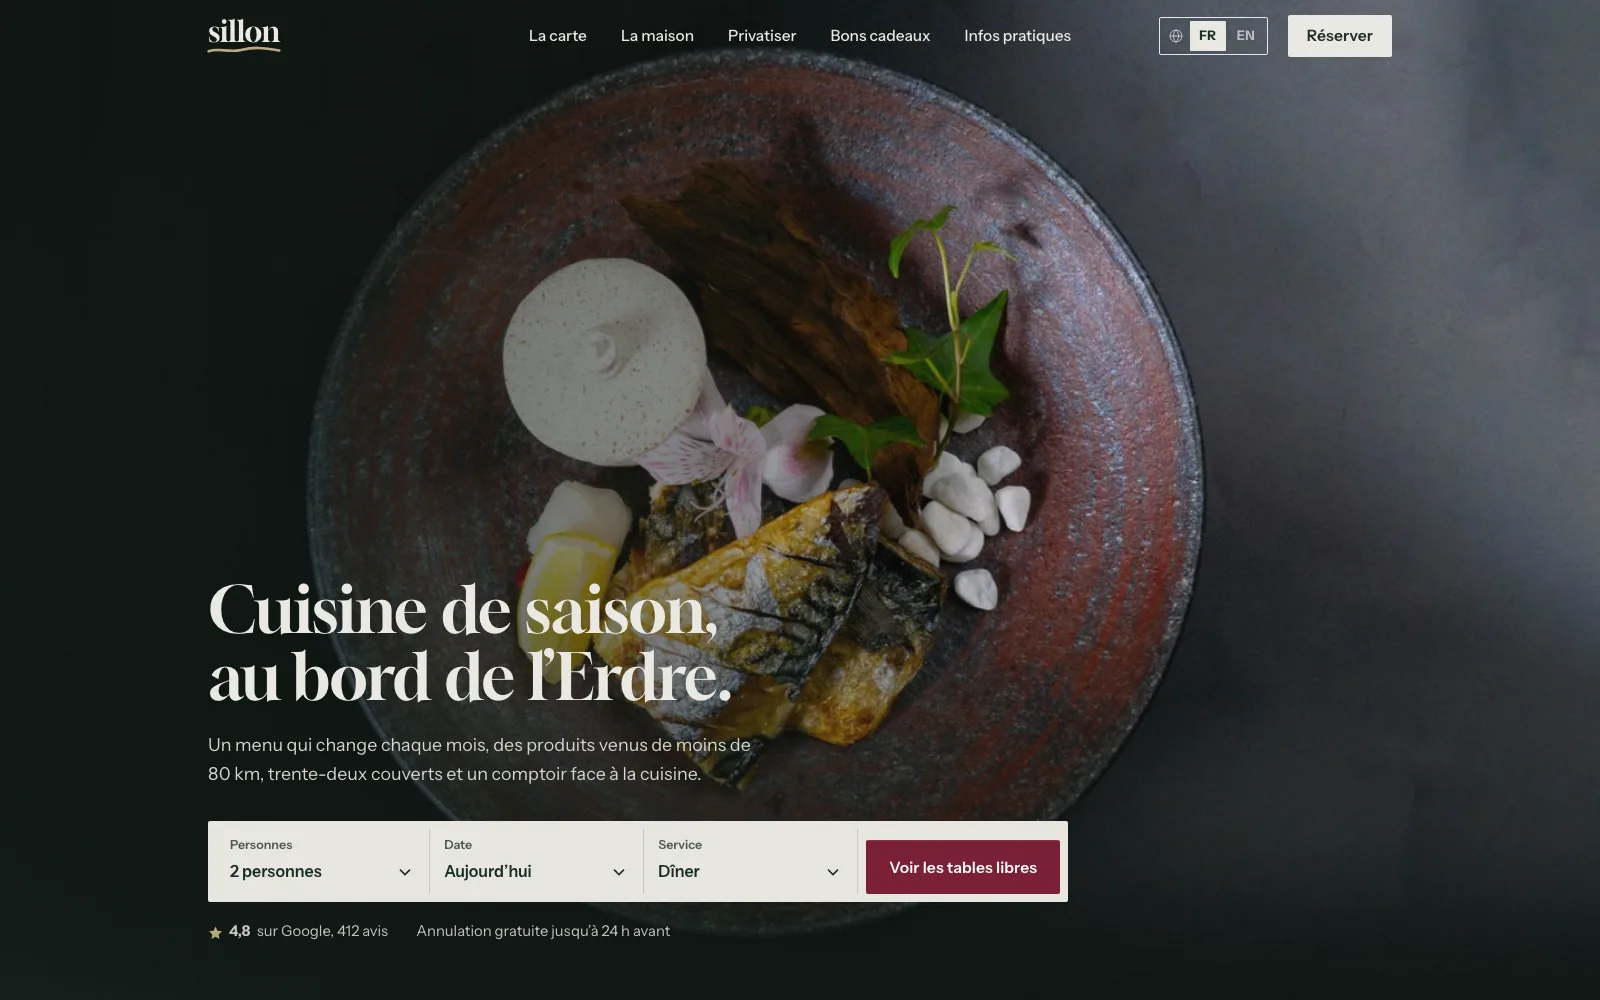 sillon
La carte
La maison
Privatiser
Bons cadeaux
Infos pratiques
FR
EN
Réserver
Cuisine de saison,
au bord de l’Erdre.
Un menu qui change chaque mois, des produits venus de moins de
80 km, trente-deux couverts et un comptoir face à la cuisine.
Personnes
2 personnes
Date
Aujourd’hui
Service
Dîner
Voir les tables libres
4,8 sur Google, 412 avis
Annulation gratuite jusqu’à 24 h avant